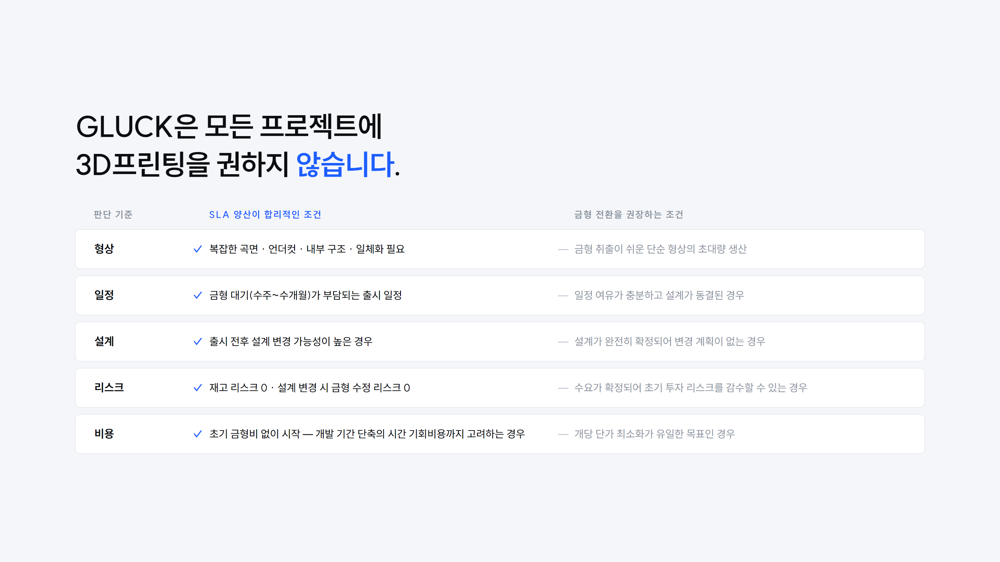 GLUCK은 모든 프로젝트에
3D프린팅을 권하지 않습니다.
판단 기준 SLA 양산이 합리적인 조건 금형 전환을 권장하는 조건
형상 ✓ 복잡한 곡면 · 언더컷 · 내부 구조 · 일체화 필요 — 금형 취출이 쉬운 단순 형상의 초대량 생산
일정 ✓ 금형 대기(수주~수개월)가 부담되는 출시 일정 — 일정 여유가 충분하고 설계가 동결된 경우
설계 ✓ 출시 전후 설계 변경 가능성이 높은 경우 — 설계가 완전히 확정되어 변경 계획이 없는 경우
리스크 ✓ 재고 리스크 0 · 설계 변경 시 금형 수정 리스크 0 — 수요가 확정되어 초기 투자 리스크를 감수할 수 있는 경우
비용 ✓ 초기 금형비 없이 시작 — 개발 기간 단축의 시간 기회비용까지 고려하는 경우 — 개당 단가 최소화가 유일한 목표인 경우